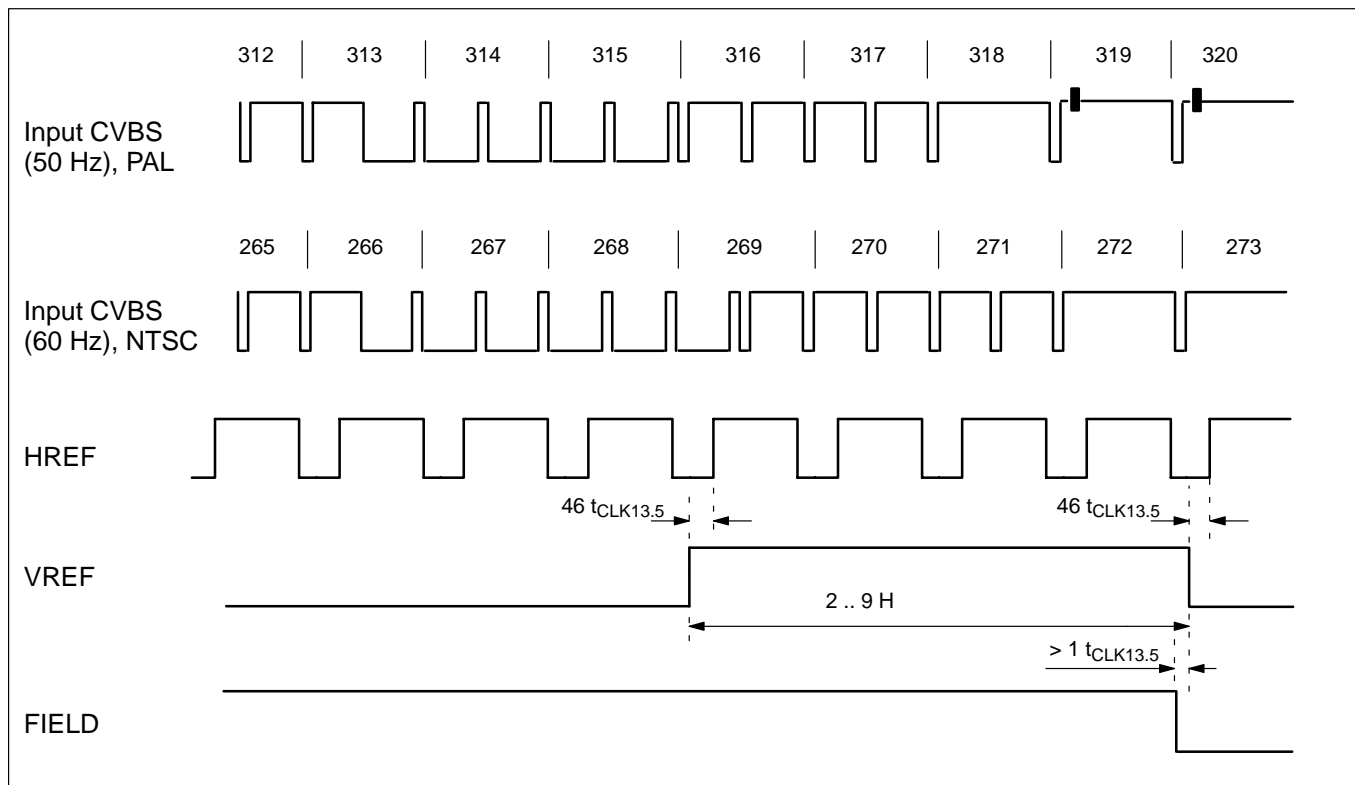 312 313 314 315 316 317 318 319 320
Input CVBS
(50 Hz), PAL
265 266 267 268 269 270 271 272 273
Input CVBS
(60 Hz), NTSC
HREF
46 tCLK13.5 46 tCLK13.5
VREF
2 .. 9 H
> 1 tCLK13.5
FIELD